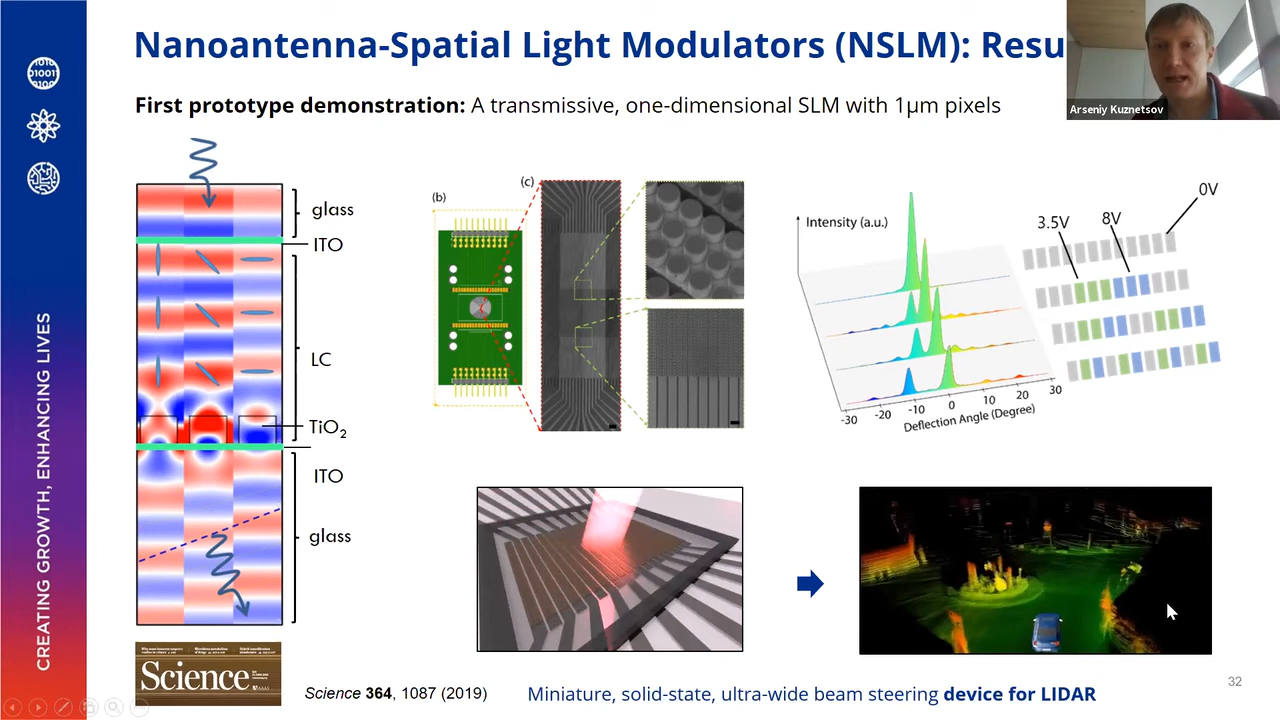 Nanoantenna-Spatial Light Modulators (NSLM): Resu
Arseniy Kuznetsov
First prototype demonstration: A transmissive, one-dimensional SLM with 1µm pixels
CREATING GROWTH, ENHANCING LIVES
glass
ITO
LC
TiO2
ITO
glass
(b)
(c)
Intensity (a.u.)
-30
-20
-10
0
10
20
30
Deflection Angle (Degree)
3.5V
8V
0V
Science
AAAS
Science 364, 1087 (2019)
Miniature, solid-state, ultra-wide beam steering device for LIDAR
32